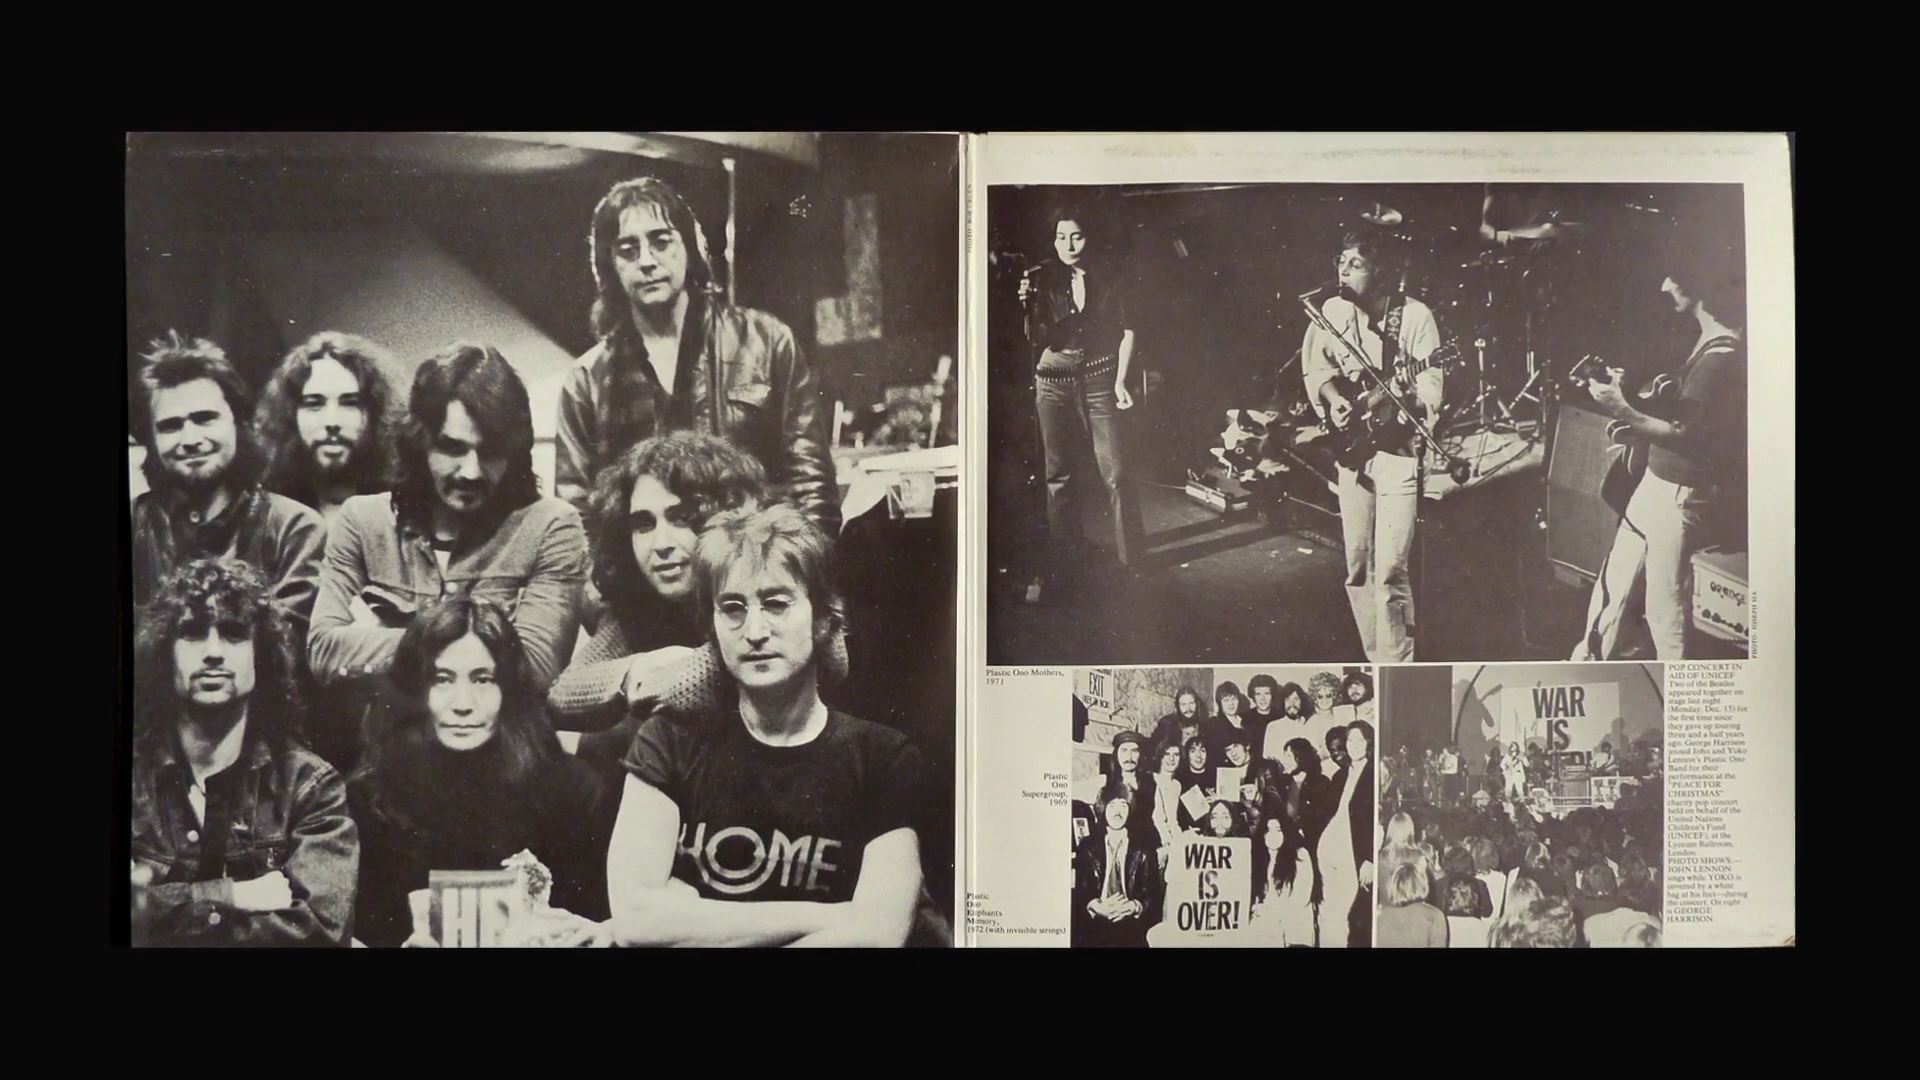 HOME
PHOTO: BOB GRUEN
Plastic
Ono
Elephants
Memory,
1972 (with invisible strings)
ORANGE
PHOTO: JOSEPH SIA
Plastic Ono Mothers,
1971
Plastic
Ono
Supergroup,
1969
EXIT
WAR
IS
OVER!
WAR
IS
POP CONCERT IN
AID OF UNICEF
Two of the Beatles
appeared together on
stage last night
(Monday, Dec. 15) for
the first time since
they gave up touring
three and a half years
ago. George Harrison
joined John and Yoko
Lennon's Plastic Ono
Band for their
performance at the
"PEACE FOR
CHRISTMAS"
charity pop concert
held on behalf of the
United Nations
Children's Fund
(UNICEF), at the
Lyceum Ballroom,
London.
PHOTO SHOWS:—
JOHN LENNON
sings while YOKO is
covered by a white
bag at his feet—during
the concert. On right
is GEORGE
HARRISON.